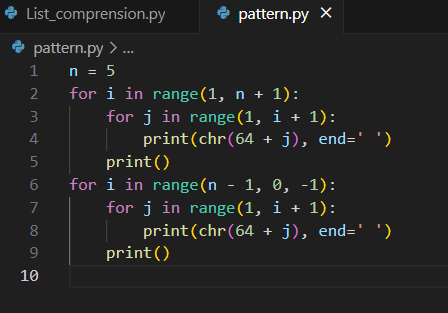 List_comprension.py pattern.py ×
pattern.py > ...
1 n = 5
2 for i in range(1, n + 1):
3     for j in range(1, i + 1):
4         print(chr(64 + j), end=' ')
5     print()
6 for i in range(n - 1, 0, -1):
7     for j in range(1, i + 1):
8         print(chr(64 + j), end=' ')
9     print()
10